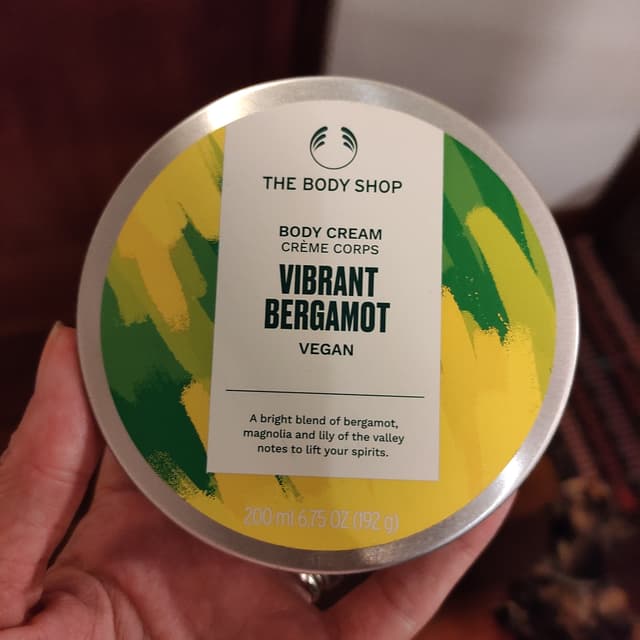 THE BODY SHOP
BODY CREAM
CRÈME CORPS
VIBRANT
BERGAMOT
VEGAN
A bright blend of bergamot,
magnolia and lily of the valley
notes to lift your spirits.
200 ml 6.75 OZ (192 g)